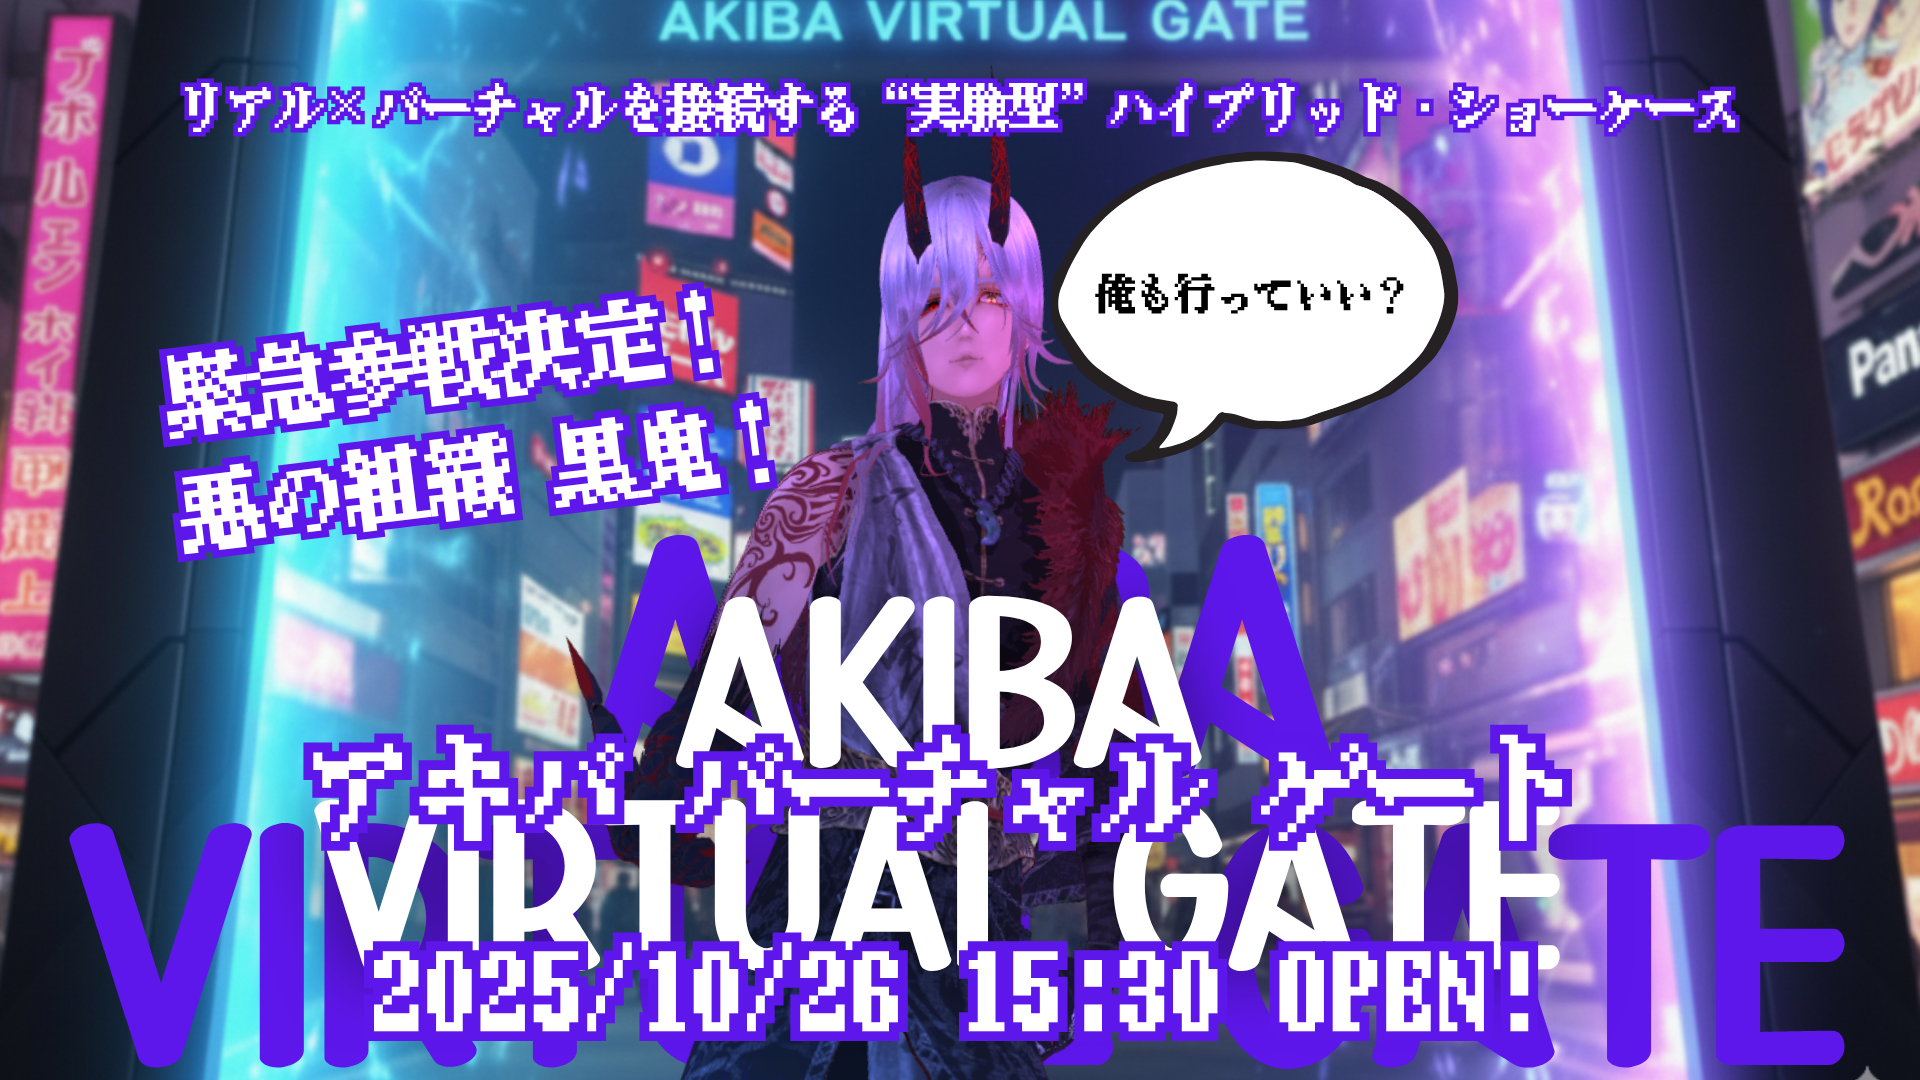 AKIBA VIRTUAL GATE
リアル×バーチャルを接続する“実験型”ハイブリッド・ショーケース
俺も行っていい？
緊急参戦決定！
悪の組織 黒鬼！
AKIBA
アキバ バーチャル ゲート
VIRTUAL GATE
2025/10/26 15:30 OPEN!